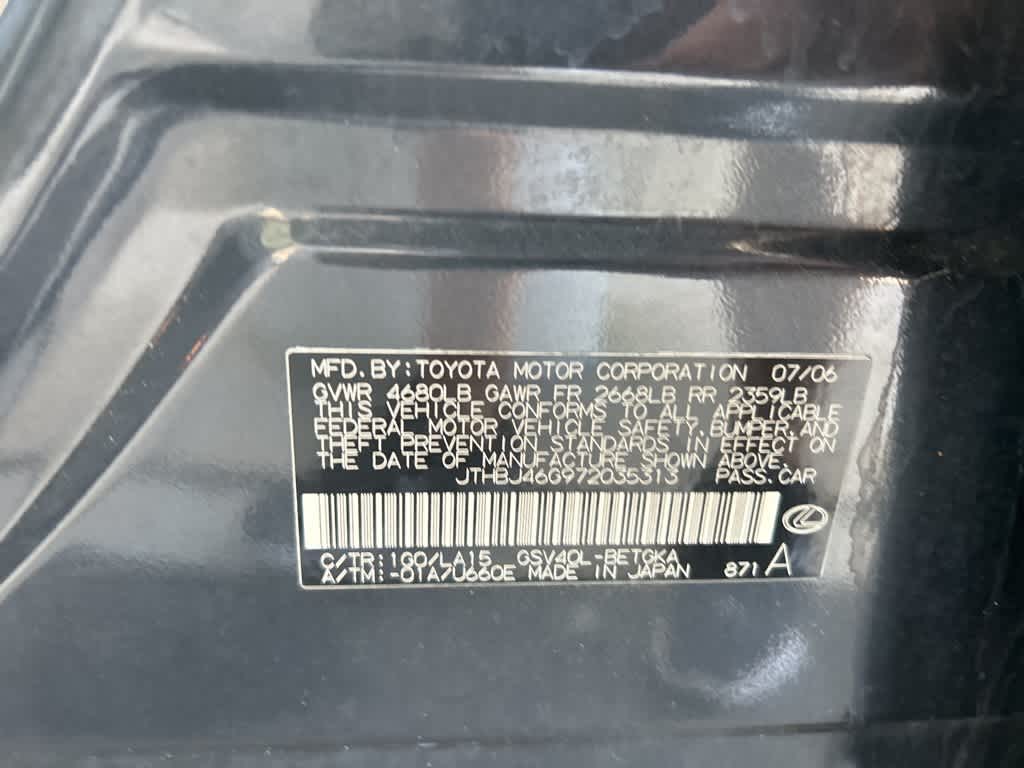 MFD. BY: TOYOTA MOTOR CORPORATION 07/06
GVWR 4680LB GAWR FR 2668LB RR 2359LB
THIS VEHICLE CONFORMS TO ALL APPLICABLE
FEDERAL MOTOR VEHICLE SAFETY, BUMPER, AND
THEFT PREVENTION STANDARDS IN EFFECT ON
THE DATE OF MANUFACTURE SHOWN ABOVE.
JTHBJ46G972035313 PASS.CAR
C/TR: 1G0/LA15 GSV40L-BETGKA
A/TM: -01A/U660E MADE IN JAPAN 871 A